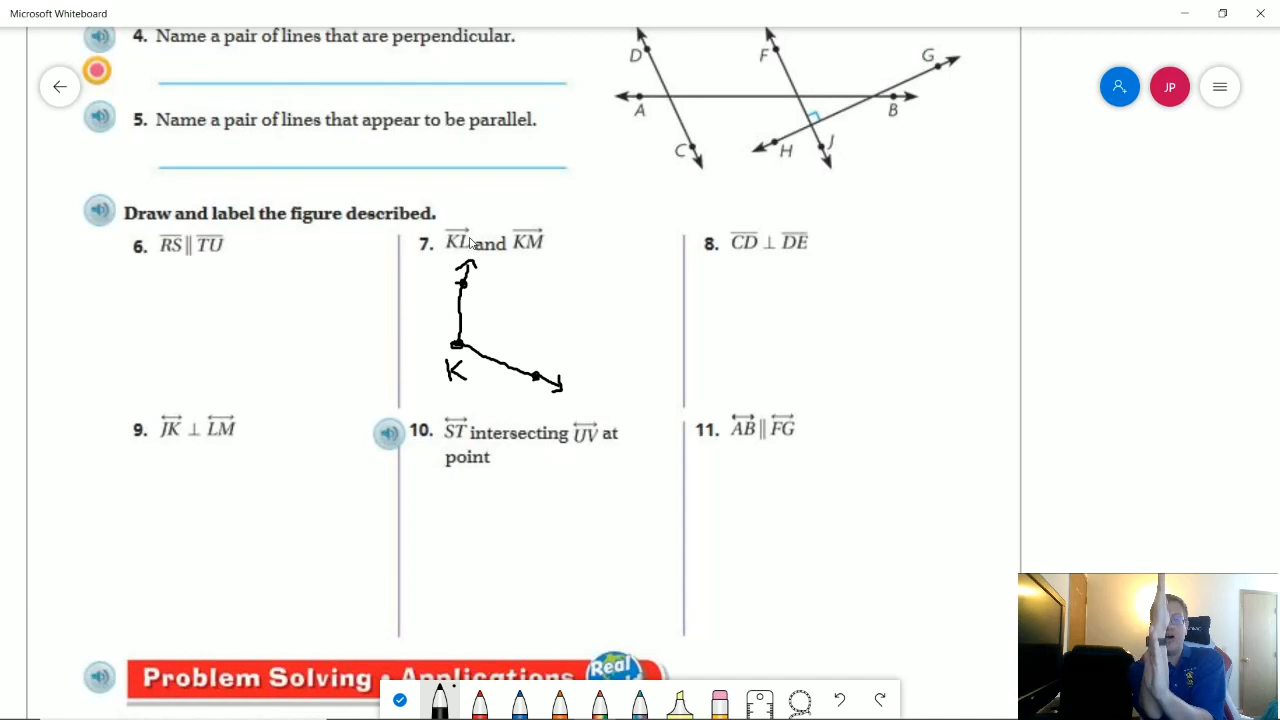 Microsoft Whiteboard
4. Name a pair of lines that are perpendicular.
5. Name a pair of lines that appear to be parallel.
D
F
G
A
B
C
H
J
JP
Draw and label the figure described.
6. RS || TU
7. KL and KM
8. CD ⊥ DE
K
9. JK ⊥ LM
10. ST intersecting UV at
point
11. AB || FG
Problem Solving • Applications
Real